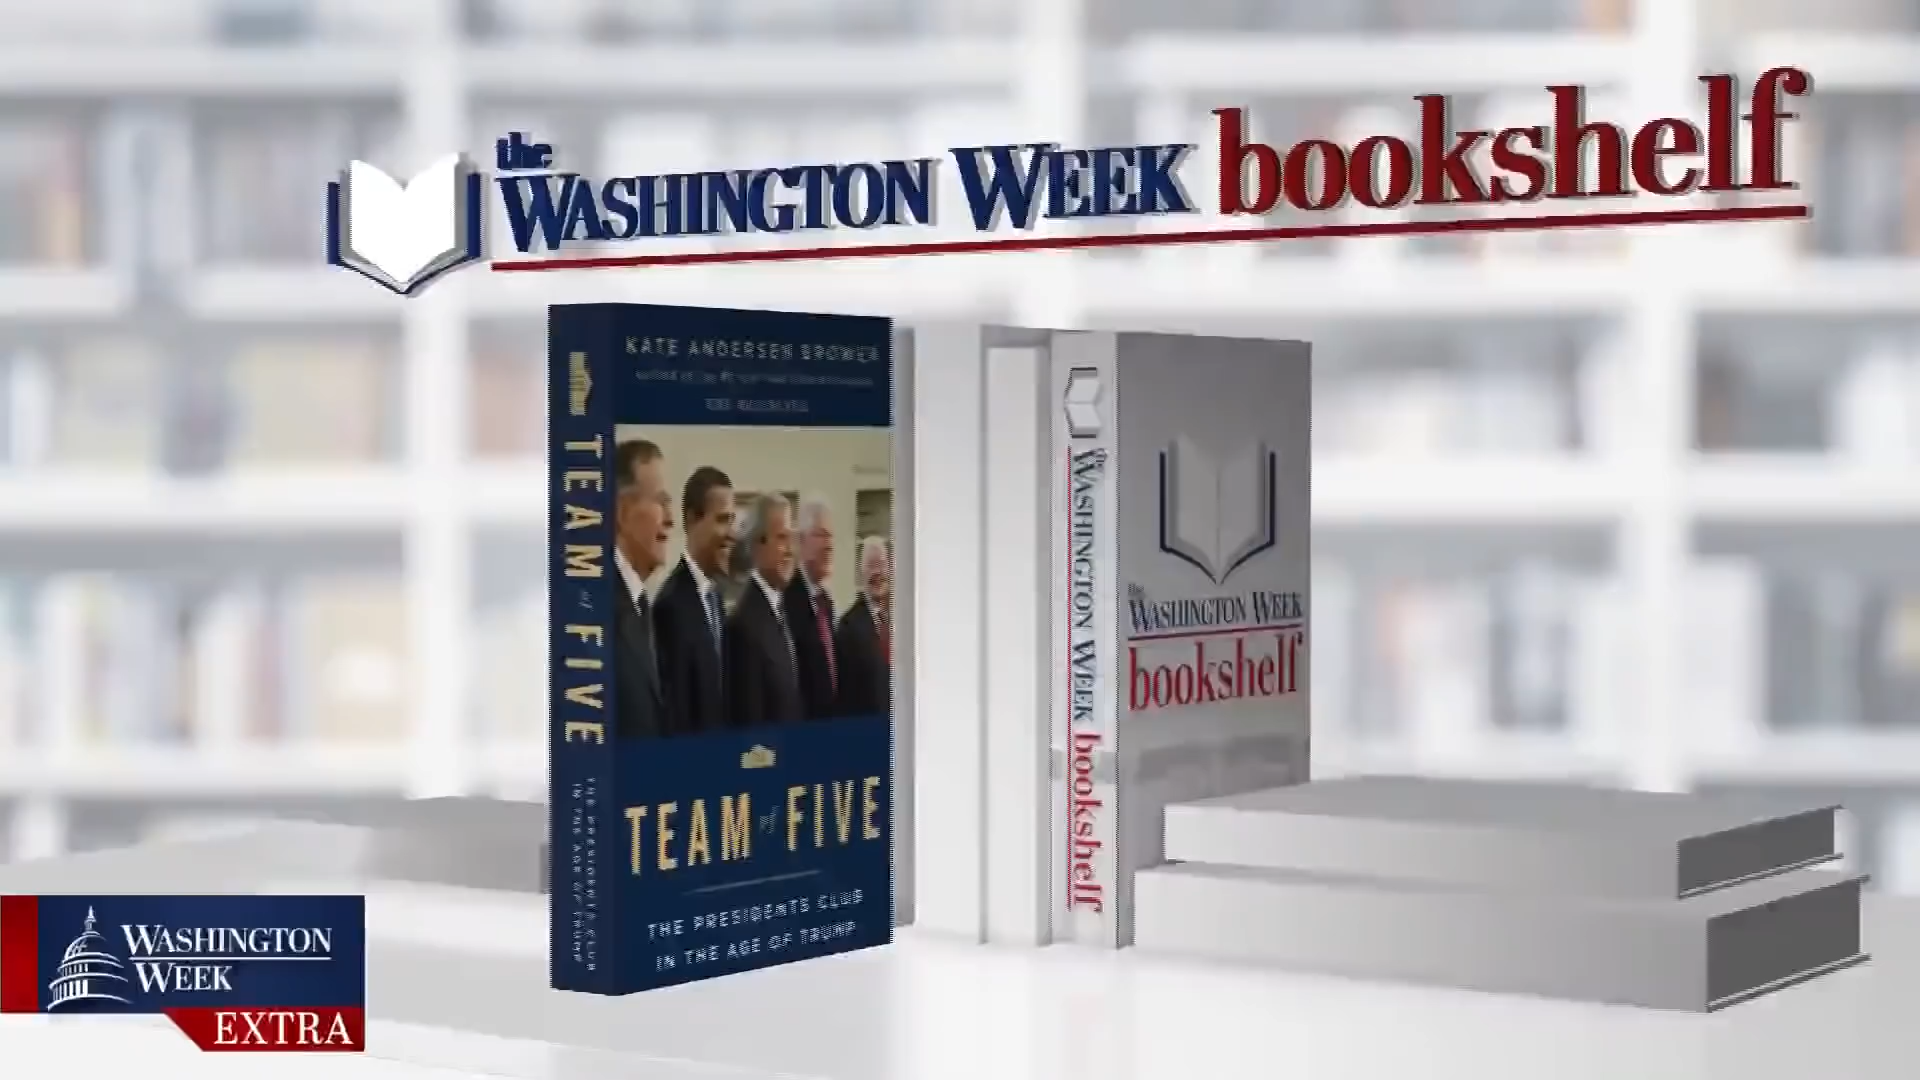 the
WASHINGTON WEEK bookshelf
KATE ANDERSEN BROWER
TEAM of FIVE
THE PRESIDENTS CLUB
IN THE AGE OF TRUMP
TEAM of FIVE
THE PRESIDENTS CLUB
IN THE AGE OF TRUMP
the
WASHINGTON WEEK bookshelf
the
WASHINGTON WEEK
bookshelf
WASHINGTON
WEEK
EXTRA